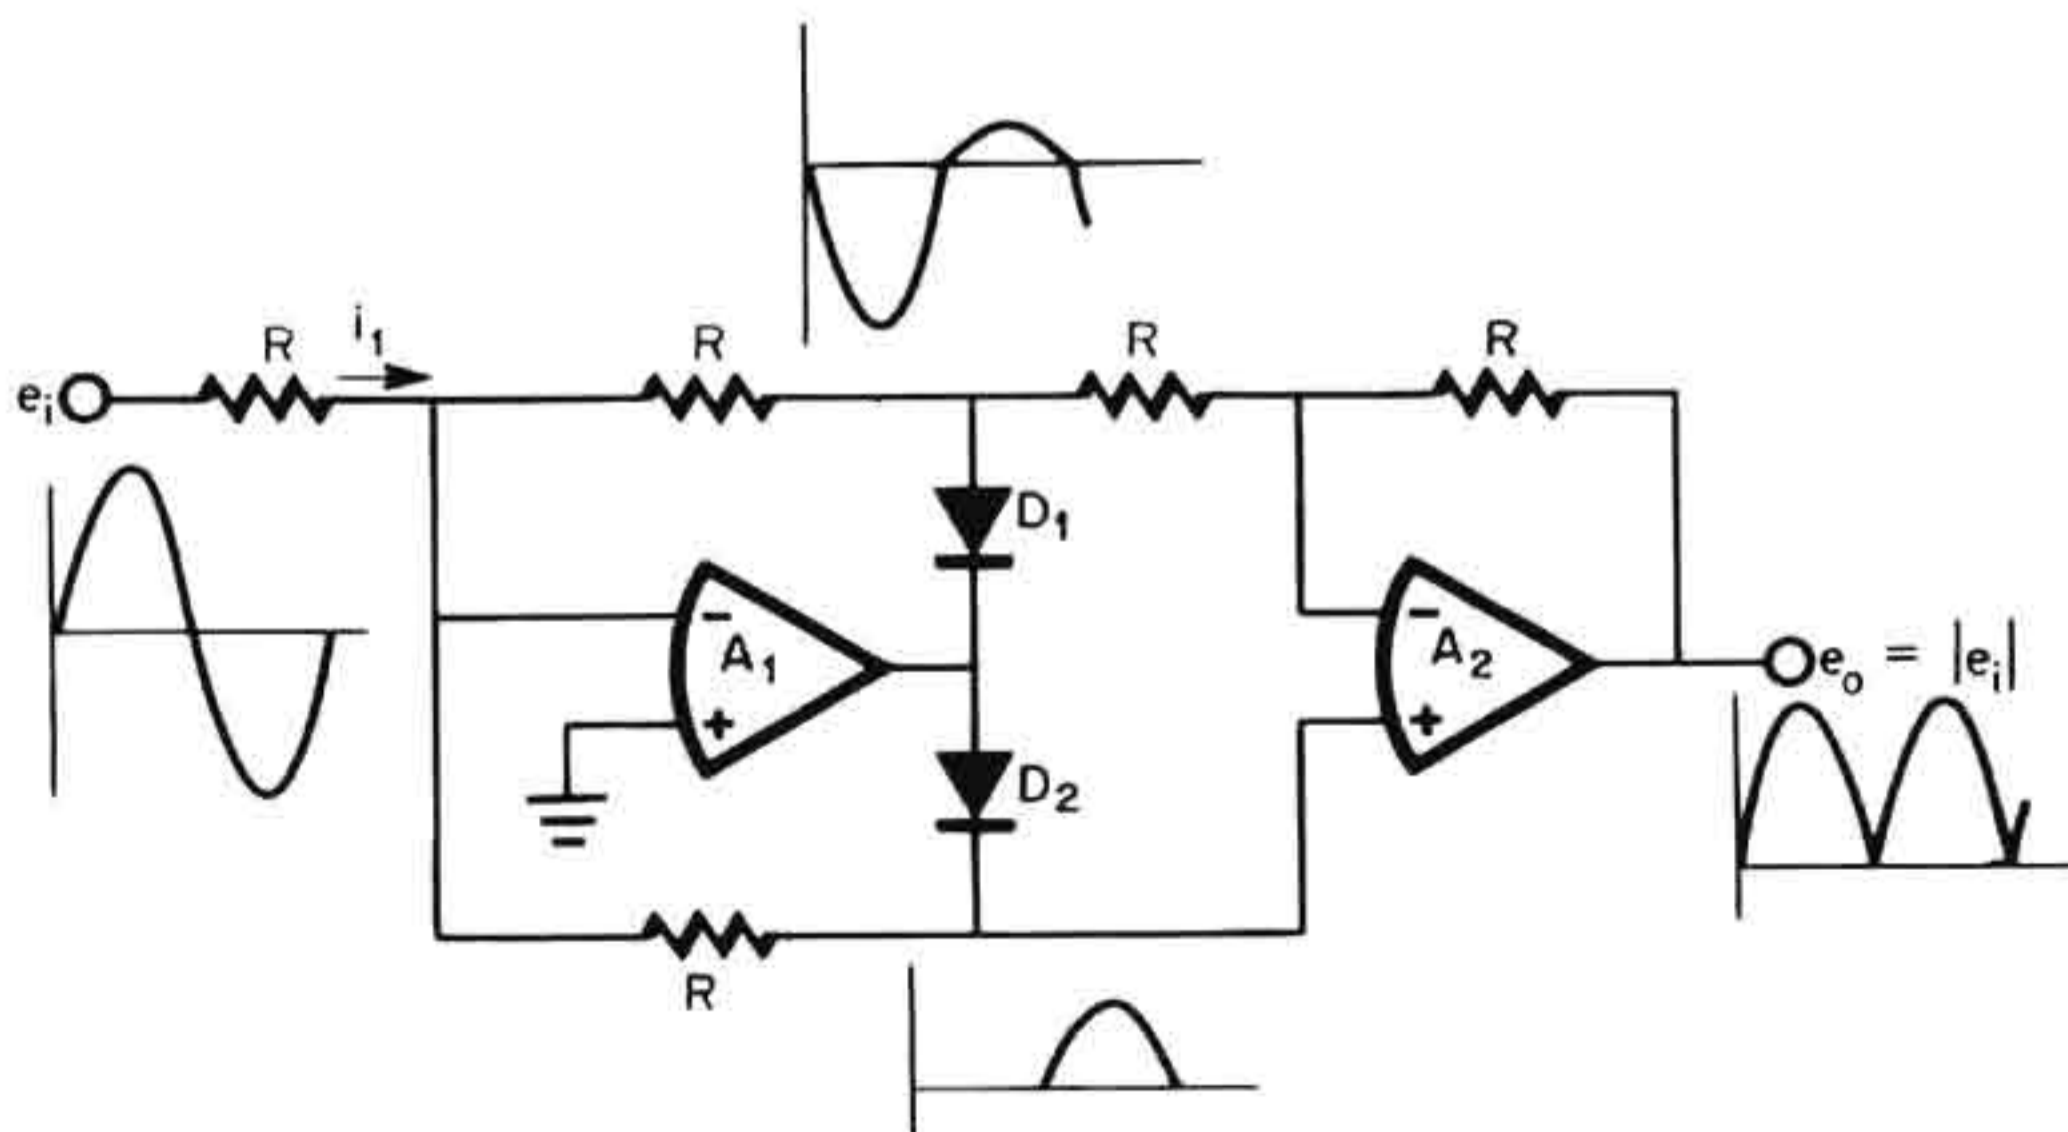 R
i₁
R
R
R
eᵢ
D₁
−
A₁
+
−
A₂
+
eₒ = |eᵢ|
D₂
R